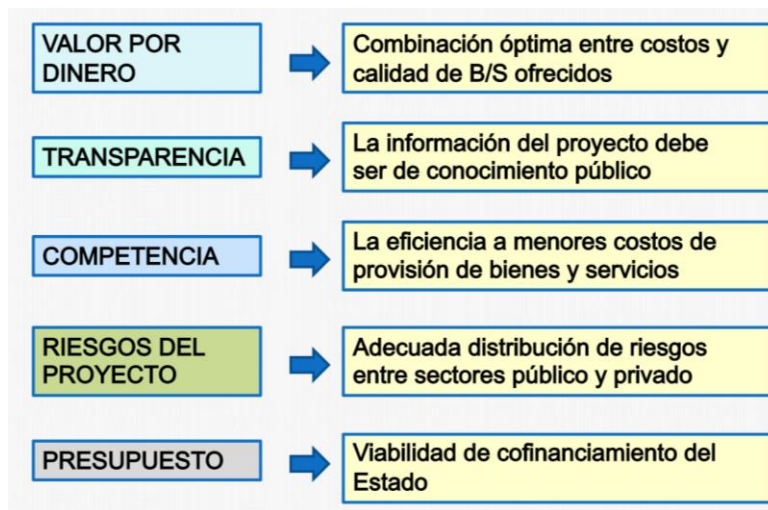 VALOR POR
DINERO
Combinación óptima entre costos y
calidad de B/S ofrecidos
TRANSPARENCIA
La información del proyecto debe
ser de conocimiento público
COMPETENCIA
La eficiencia a menores costos de
provisión de bienes y servicios
RIESGOS DEL
PROYECTO
Adecuada distribución de riesgos
entre sectores público y privado
PRESUPUESTO
Viabilidad de cofinanciamiento del
Estado